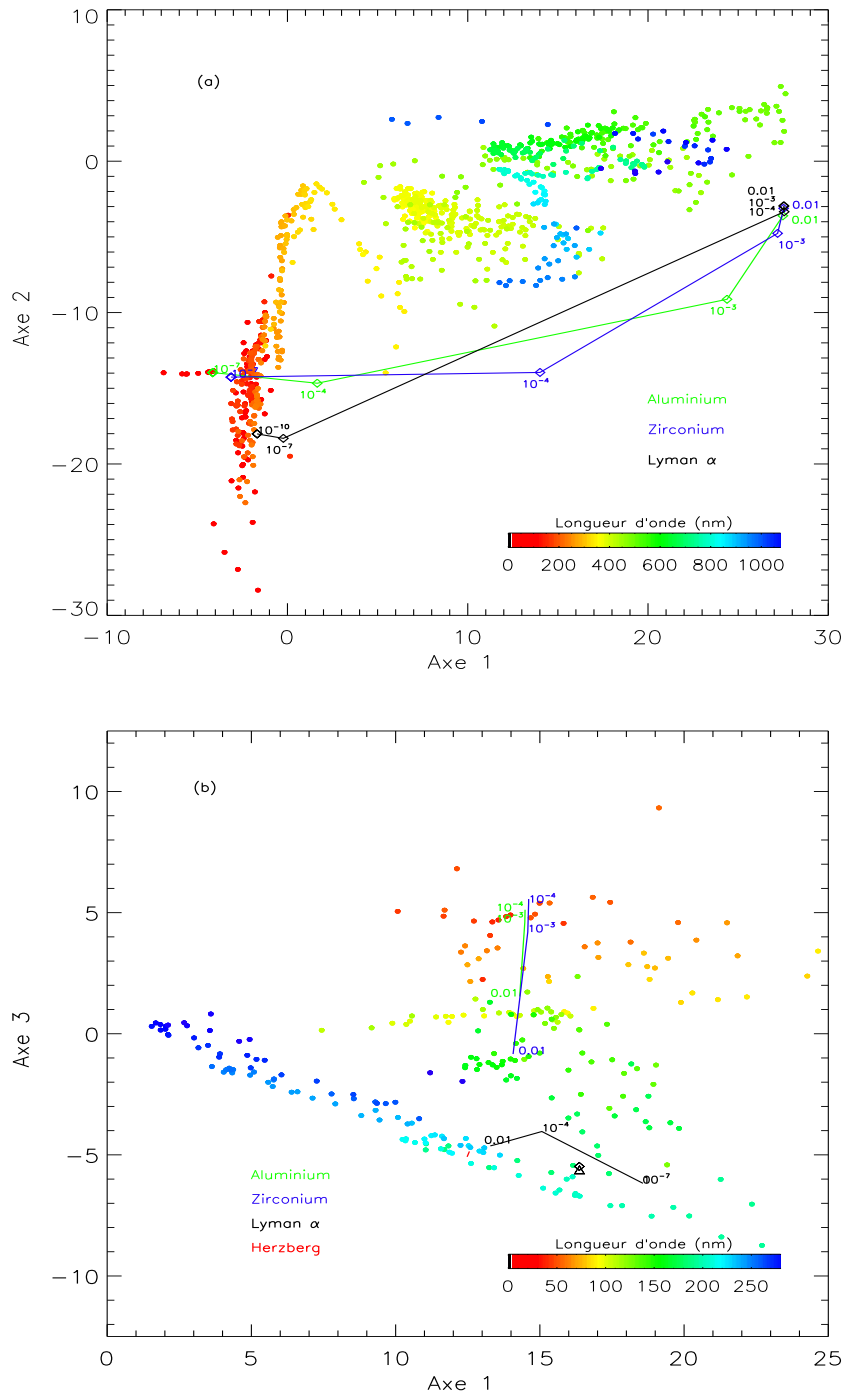 10
(a)
0
0.01
10⁻³
10⁻⁴
0.01
0.01
10⁻³
Axe 2
−10
10⁻³
10⁻⁴
10⁻⁴
Aluminium
10⁻¹⁰
10⁻⁷
Zirconium
Lyman α
−20
Longueur d'onde (nm)
0 200 400 600 800 1000
−30
−10 0 10 20 30
Axe 1
10
(b)
5
10⁻⁴
10⁻⁴
10⁻³
10⁻³
0.01
Axe 3
0
0.01
10⁻⁴
0.01
−5
10⁻⁷
Aluminium
Zirconium
Lyman α
Herzberg
Longueur d'onde (nm)
−10
0 50 100 150 200 250
0 5 10 15 20 25
Axe 1